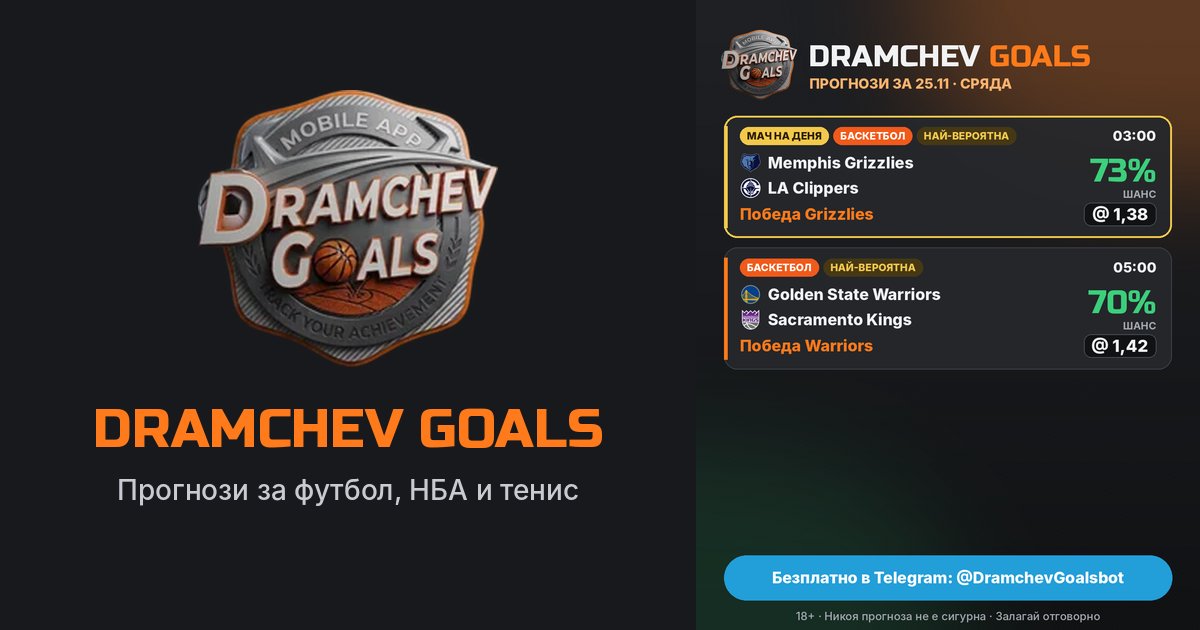 MOBILE APP
DRAMCHEV
GOALS
TRACK YOUR ACHIEVEMENT
DRAMCHEV GOALS
Прогнози за футбол, НБА и тенис
DRAMCHEV
GOALS
DRAMCHEV GOALS
ПРОГНОЗИ ЗА 25.11 · СРЯДА
МАЧ НА ДЕНЯ БАСКЕТБОЛ НАЙ-ВЕРОЯТНА 03:00
Memphis Grizzlies 73%
LA Clippers ШАНС
Победа Grizzlies @ 1,38
БАСКЕТБОЛ НАЙ-ВЕРОЯТНА 05:00
Golden State Warriors 70%
Sacramento Kings ШАНС
Победа Warriors @ 1,42
Безплатно в Telegram: @DramchevGoalsbot
18+ · Никоя прогноза не е сигурна · Залагай отговорно